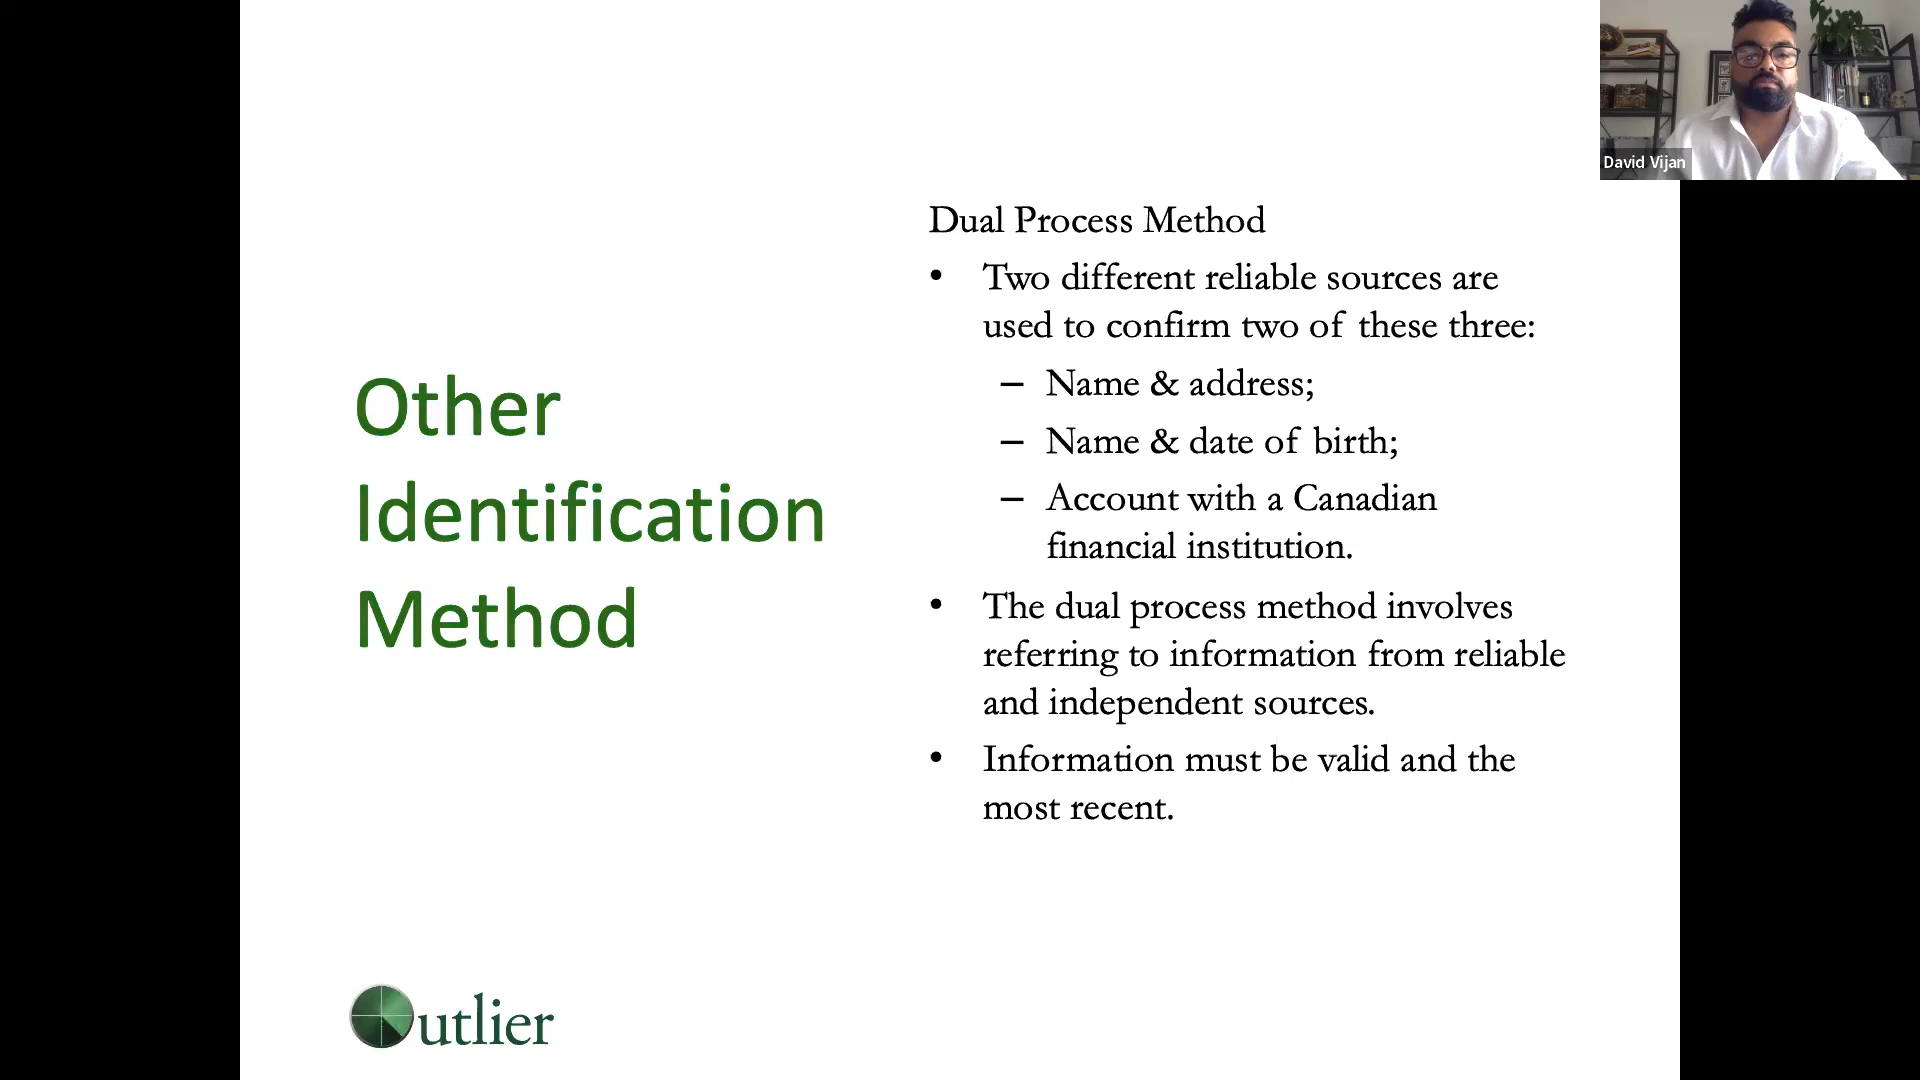 David Vijan
Other
Identification
Method
Dual Process Method
• Two different reliable sources are
used to confirm two of these three:
– Name & address;
– Name & date of birth;
– Account with a Canadian
financial institution.
• The dual process method involves
referring to information from reliable
and independent sources.
• Information must be valid and the
most recent.
Outlier